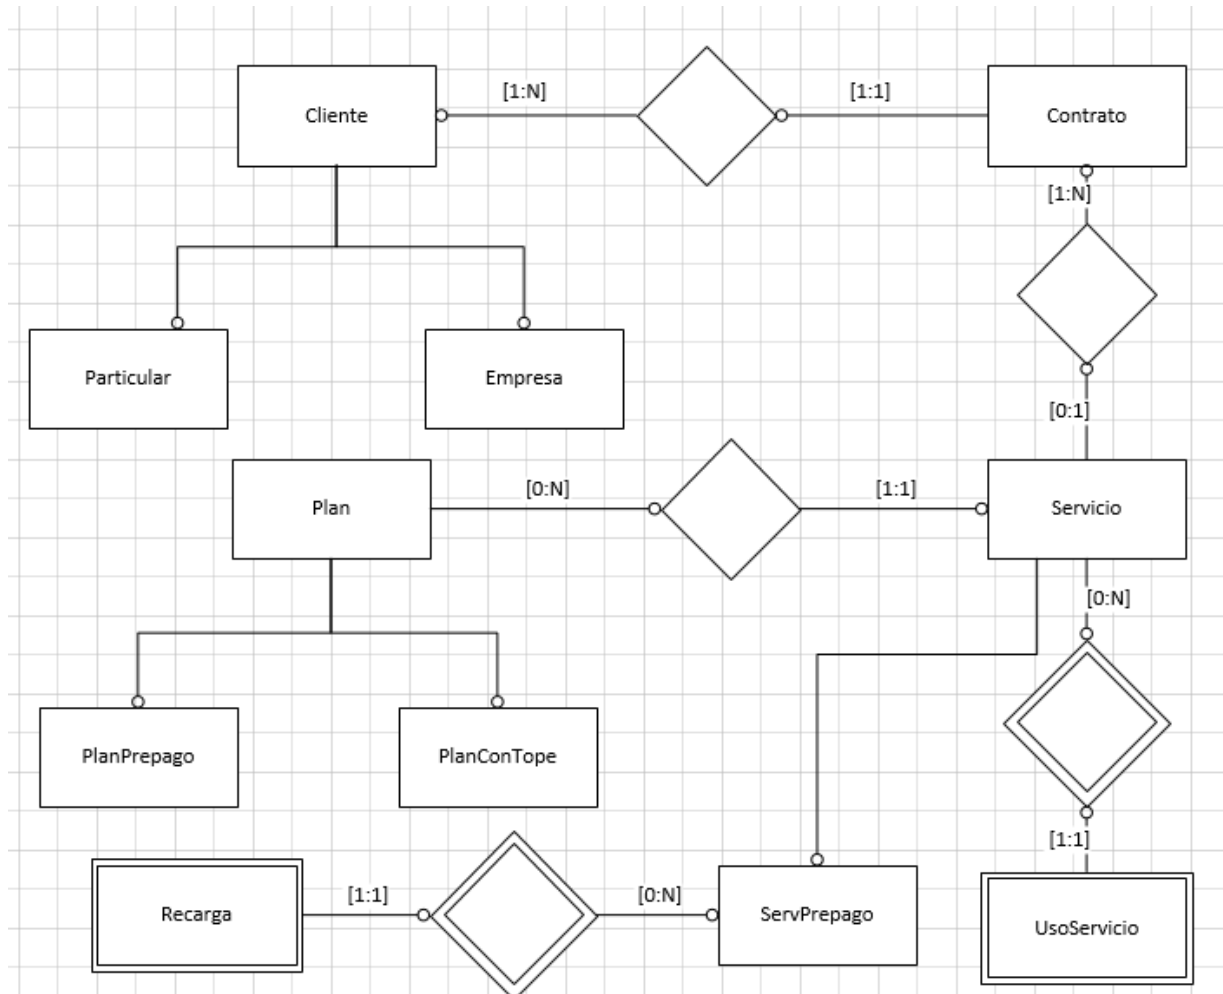 Cliente
[1:N]
[1:1]
Contrato
[1:N]
Particular
Empresa
[0:1]
Plan
[0:N]
[1:1]
Servicio
[0:N]
PlanPrepago
PlanConTope
[1:1]
Recarga
[1:1]
[0:N]
ServPrepago
UsoServicio